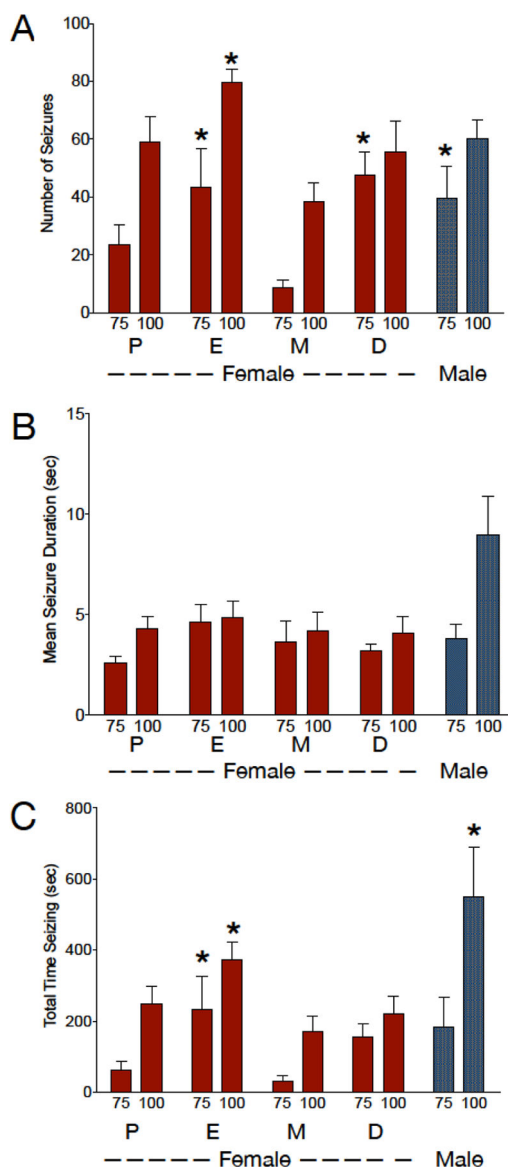 A
100
80
60
40
20
0
Number of Seizures
* * * *
75 100 75 100 75 100 75 100 75 100
P E M D
Female Male
B
15
10
5
0
Mean Seizure Duration (sec)
75 100 75 100 75 100 75 100 75 100
P E M D
Female Male
C
800
600
400
200
0
Total Time Seizing (sec)
* * *
75 100 75 100 75 100 75 100 75 100
P E M D
Female Male